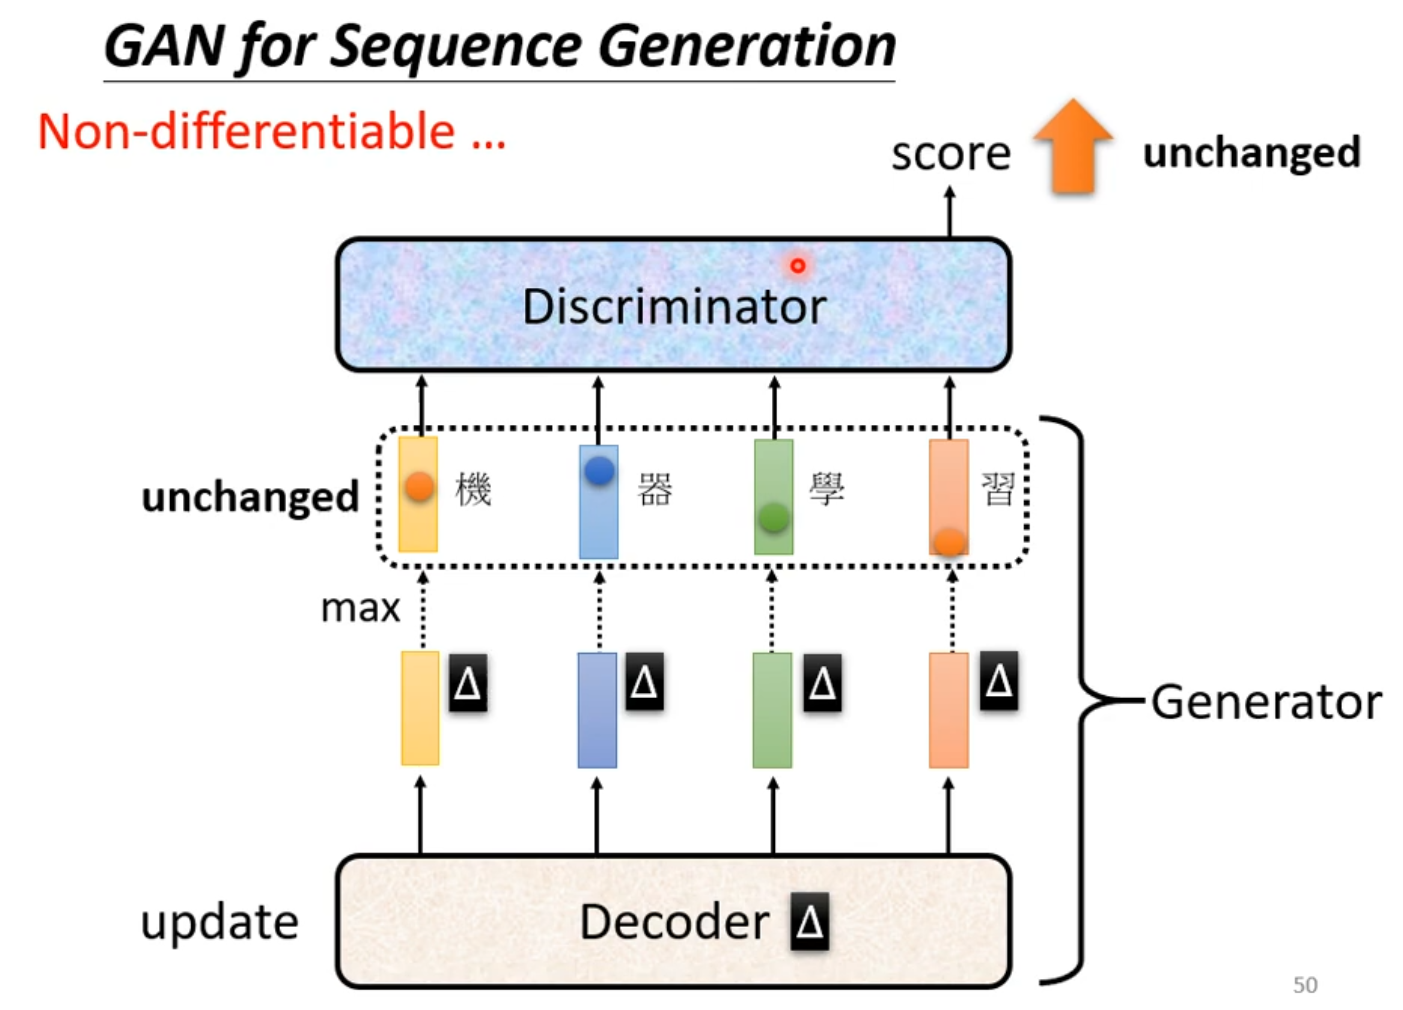 GAN for Sequence Generation
Non-differentiable ...
score
unchanged
Discriminator
unchanged
機 器 學 習
max
Δ Δ Δ Δ
Generator
update
Decoder Δ
50